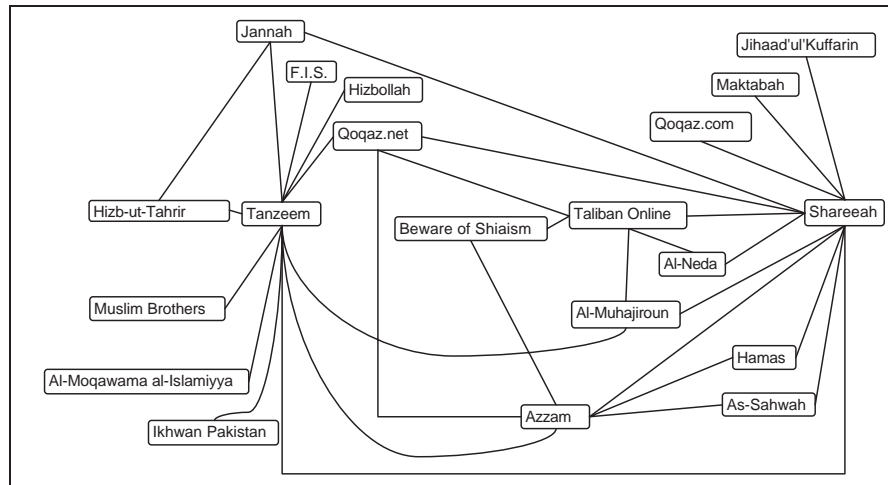 Jannah
Jihaad'ul'Kuffarin
F.I.S.
Hizbollah
Maktabah
Qoqaz.net
Qoqaz.com
Hizb-ut-Tahrir
Tanzeem
Beware of Shiaism
Taliban Online
Shareeah
Al-Neda
Muslim Brothers
Al-Muhajiroun
Hamas
Al-Moqawama al-Islamiyya
As-Sahwah
Ikhwan Pakistan
Azzam